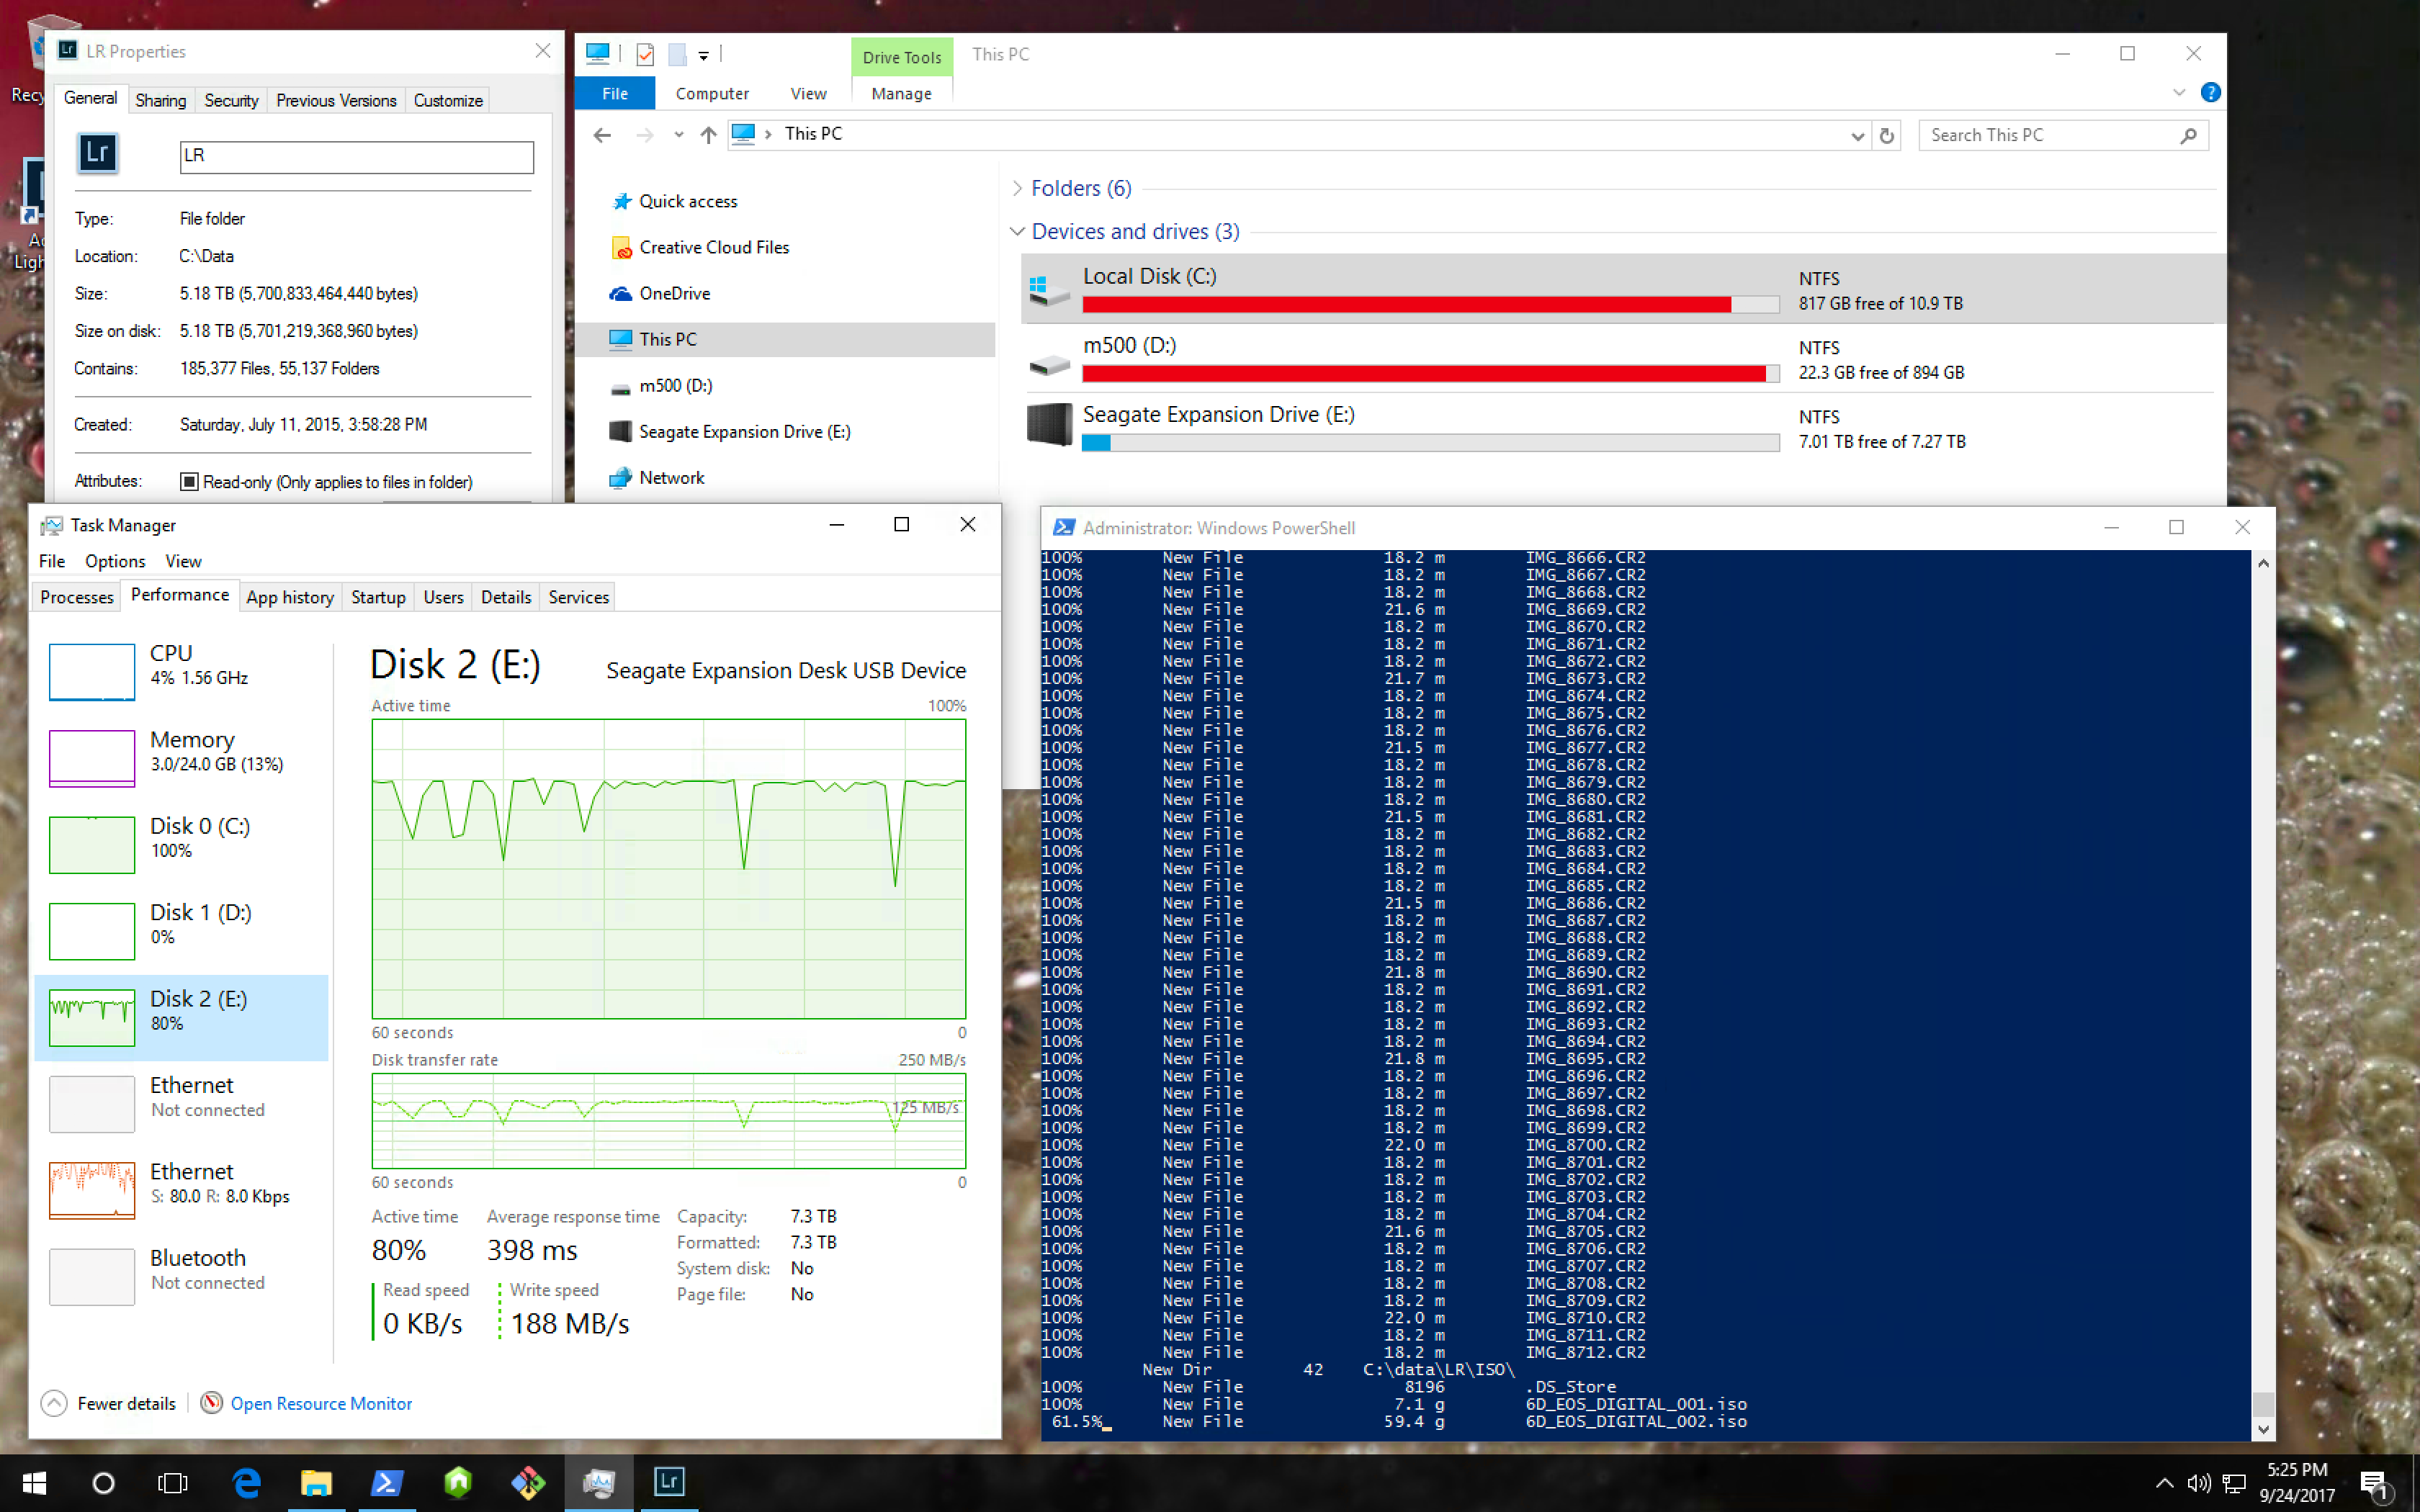 Recy
Lr
Ad
Ligh
Lr LR Properties
General Sharing Security Previous Versions Customize
Lr LR
Type: File folder
Location: C:\Data
Size: 5.18 TB (5,700,833,464,440 bytes)
Size on disk: 5.18 TB (5,701,219,368,960 bytes)
Contains: 185,377 Files, 55,137 Folders
Created: Saturday, July 11, 2015, 3:58:28 PM
Attributes: Read-only (Only applies to files in folder)
Drive Tools This PC
File Computer View Manage
This PC
Search This PC
Quick access
Creative Cloud Files
OneDrive
This PC
m500 (D:)
Seagate Expansion Drive (E:)
Network
Folders (6)
Devices and drives (3)
Local Disk (C:)
NTFS
817 GB free of 10.9 TB
m500 (D:)
NTFS
22.3 GB free of 894 GB
Seagate Expansion Drive (E:)
NTFS
7.01 TB free of 7.27 TB
Task Manager
File Options View
Processes Performance App history Startup Users Details Services
CPU
4% 1.56 GHz
Memory
3.0/24.0 GB (13%)
Disk 0 (C:)
100%
Disk 1 (D:)
0%
Disk 2 (E:)
80%
Ethernet
Not connected
Ethernet
S: 80.0 R: 8.0 Kbps
Bluetooth
Not connected
Disk 2 (E:) Seagate Expansion Desk USB Device
Active time 100%
60 seconds 0
Disk transfer rate 250 MB/s
125 MB/s
60 seconds 0
Active time Average response time
80% 398 ms
Read speed Write speed
0 KB/s 188 MB/s
Capacity: 7.3 TB
Formatted: 7.3 TB
System disk: No
Page file: No
Fewer details Open Resource Monitor
Administrator: Windows PowerShell
100% New File 18.2 m IMG_8666.CR2
100% New File 18.2 m IMG_8667.CR2
100% New File 18.2 m IMG_8668.CR2
100% New File 21.6 m IMG_8669.CR2
100% New File 18.2 m IMG_8670.CR2
100% New File 18.2 m IMG_8671.CR2
100% New File 18.2 m IMG_8672.CR2
100% New File 21.7 m IMG_8673.CR2
100% New File 18.2 m IMG_8674.CR2
100% New File 18.2 m IMG_8675.CR2
100% New File 18.2 m IMG_8676.CR2
100% New File 21.5 m IMG_8677.CR2
100% New File 18.2 m IMG_8678.CR2
100% New File 18.2 m IMG_8679.CR2
100% New File 18.2 m IMG_8680.CR2
100% New File 21.5 m IMG_8681.CR2
100% New File 18.2 m IMG_8682.CR2
100% New File 18.2 m IMG_8683.CR2
100% New File 18.2 m IMG_8684.CR2
100% New File 18.2 m IMG_8685.CR2
100% New File 21.5 m IMG_8686.CR2
100% New File 18.2 m IMG_8687.CR2
100% New File 18.2 m IMG_8688.CR2
100% New File 18.2 m IMG_8689.CR2
100% New File 21.8 m IMG_8690.CR2
100% New File 18.2 m IMG_8691.CR2
100% New File 18.2 m IMG_8692.CR2
100% New File 18.2 m IMG_8693.CR2
100% New File 18.2 m IMG_8694.CR2
100% New File 21.8 m IMG_8695.CR2
100% New File 18.2 m IMG_8696.CR2
100% New File 18.2 m IMG_8697.CR2
100% New File 18.2 m IMG_8698.CR2
100% New File 18.2 m IMG_8699.CR2
100% New File 22.0 m IMG_8700.CR2
100% New File 18.2 m IMG_8701.CR2
100% New File 18.2 m IMG_8702.CR2
100% New File 18.2 m IMG_8703.CR2
100% New File 18.2 m IMG_8704.CR2
100% New File 21.6 m IMG_8705.CR2
100% New File 18.2 m IMG_8706.CR2
100% New File 18.2 m IMG_8707.CR2
100% New File 18.2 m IMG_8708.CR2
100% New File 18.2 m IMG_8709.CR2
100% New File 22.0 m IMG_8710.CR2
100% New File 18.2 m IMG_8711.CR2
100% New File 18.2 m IMG_8712.CR2
New Dir 42 C:\data\LR\ISO\
100% New File 8196 .DS_Store
100% New File 7.1 g 6D_EOS_DIGITAL_001.iso
61.5% New File 59.4 g 6D_EOS_DIGITAL_002.iso
Lr
5:25 PM
9/24/2017
1